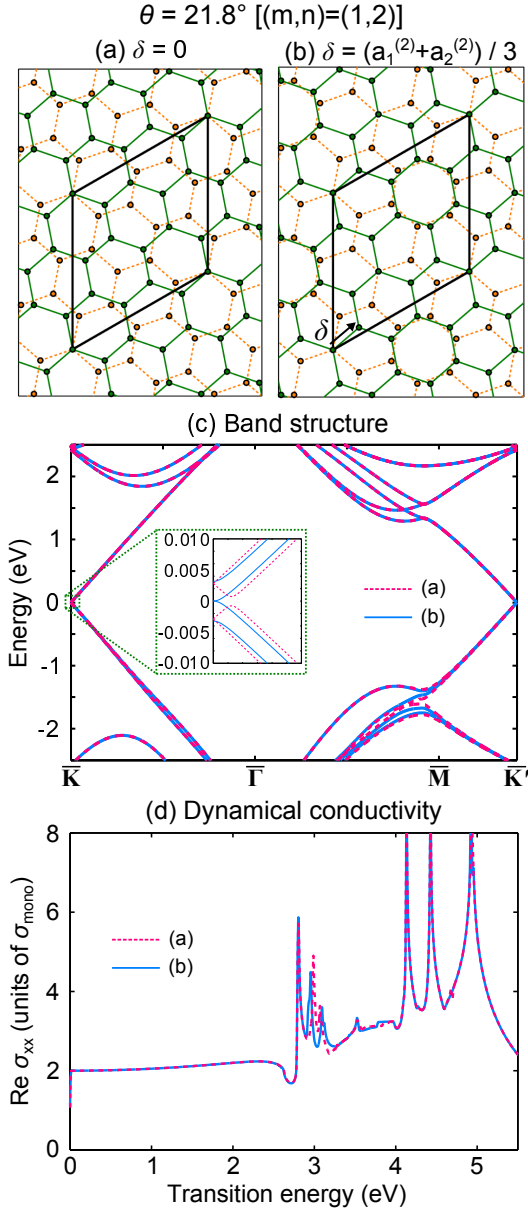 θ = 21.8° [(m,n)=(1,2)]
(a) δ = 0
(b) δ = (a₁⁽²⁾+a₂⁽²⁾) / 3
δ
(c) Band structure
Energy (eV)
2
1
0
-1
-2
0.010
0.005
0
-0.005
-0.010
(a)
(b)
K̅
Γ̅
M̅
K̅'
(d) Dynamical conductivity
Re σxx (units of σmono)
8
6
4
2
0
(a)
(b)
0
1
2
3
4
5
Transition energy (eV)